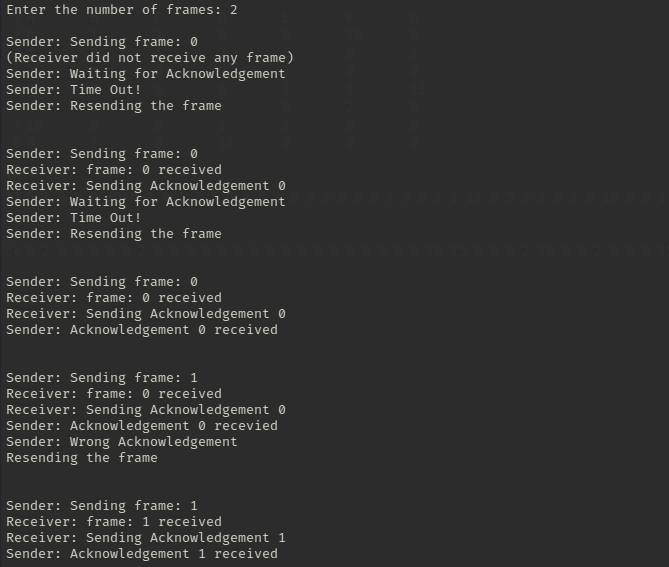 Enter the number of frames: 2
Sender: Sending frame: 0
(Receiver did not receive any frame)
Sender: Waiting for Acknowledgement
Sender: Time Out!
Sender: Resending the frame
Sender: Sending frame: 0
Receiver: frame: 0 received
Receiver: Sending Acknowledgement 0
Sender: Waiting for Acknowledgement
Sender: Time Out!
Sender: Resending the frame
Sender: Sending frame: 0
Receiver: frame: 0 received
Receiver: Sending Acknowledgement 0
Sender: Acknowledgement 0 received
Sender: Sending frame: 1
Receiver: frame: 0 received
Receiver: Sending Acknowledgement 0
Sender: Acknowledgement 0 recevied
Sender: Wrong Acknowledgement
Resending the frame
Sender: Sending frame: 1
Receiver: frame: 1 received
Receiver: Sending Acknowledgement 1
Sender: Acknowledgement 1 received